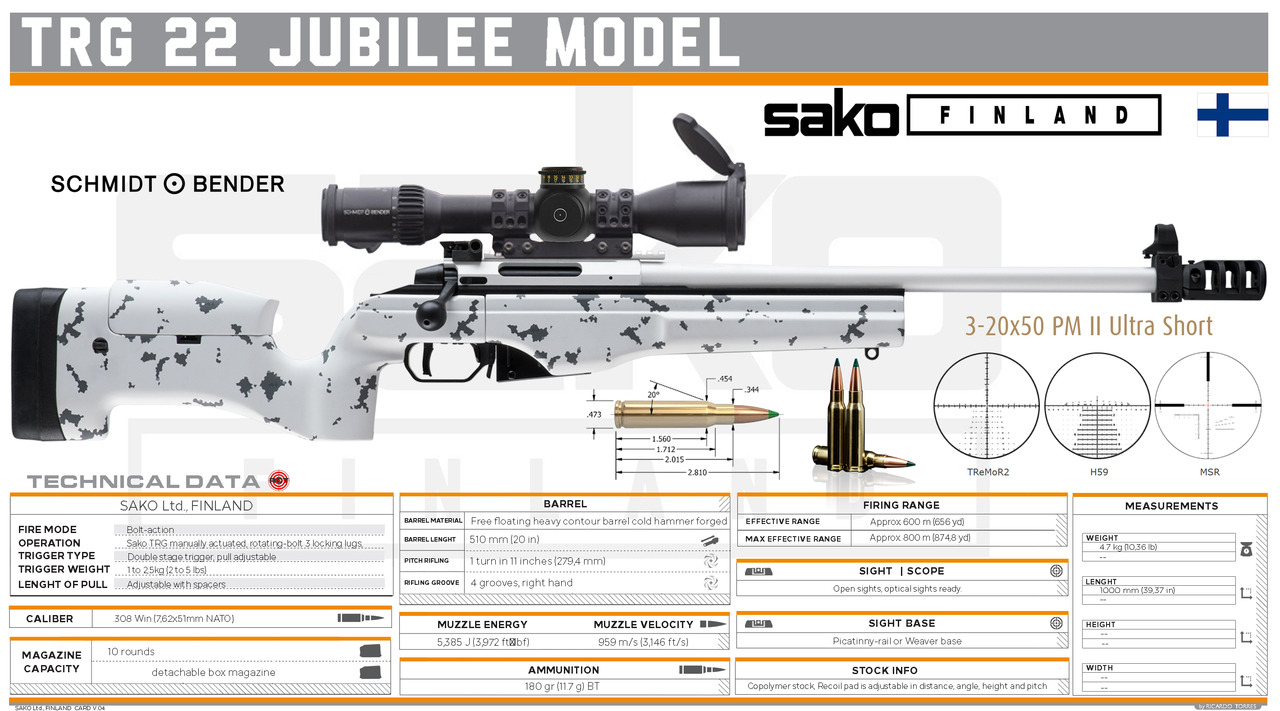 TRG 22 JUBILEE MODEL
sako FINLAND
SCHMIDT BENDER
SCHMIDT BENDER
3-20x50 PM II Ultra Short
.454
.344
20°
.473
1.560
1.712
2.015
2.810
TReMoR2
H59
MSR
TECHNICAL DATA
SAKO Ltd., FINLAND
FIRE MODE Bolt-action
OPERATION Sako TRG manually actuated, rotating-bolt 3 locking lugs,
TRIGGER TYPE Double stage trigger, pull adjustable
TRIGGER WEIGHT 1 to 2,5kg (2 to 5 lbs)
LENGHT OF PULL Adjustable with spacers
CALIBER 308 Win (7,62x51mm NATO)
MAGAZINE CAPACITY
10 rounds
detachable box magazine
BARREL
BARREL MATERIAL Free floating heavy contour barrel cold hammer forged
BARREL LENGHT 510 mm (20 in)
PITCH RIFLING 1 turn in 11 inches (279,4 mm)
RIFLING GROOVE 4 grooves, right hand
MUZZLE ENERGY MUZZLE VELOCITY
5,385 J (3,972 ft bf) 959 m/s (3,146 ft/s)
AMMUNITION
180 gr (11.7 g) BT
FIRING RANGE
EFFECTIVE RANGE Approx 600 m (656 yd)
MAX EFFECTIVE RANGE Approx 800 m (874,8 yd)
SIGHT | SCOPE
Open sights, optical sights ready.
SIGHT BASE
Picatinny-rail or Weaver base
STOCK INFO
Copolymer stock, Recoil pad is adjustable in distance, angle, height and pitch
MEASUREMENTS
WEIGHT
4.7 kg (10,36 lb)
--
LENGHT
1000 mm (39,37 in)
--
HEIGHT
--
--
WIDTH
--
--
SAKO Ltd, FINLAND CARD V.04
by RICARDO TORRES
sako
FINLAND